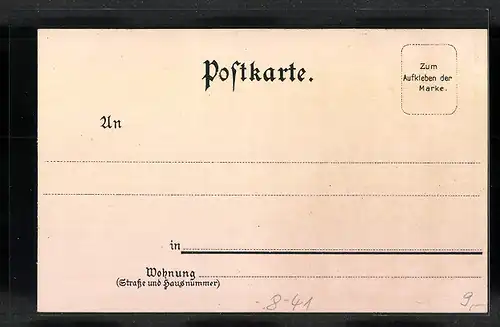 Postkarte.
Zum
Aufkleben der
Marke.
An
in
Wohnung
(Straße und Hausnummer)
8-41
9,-